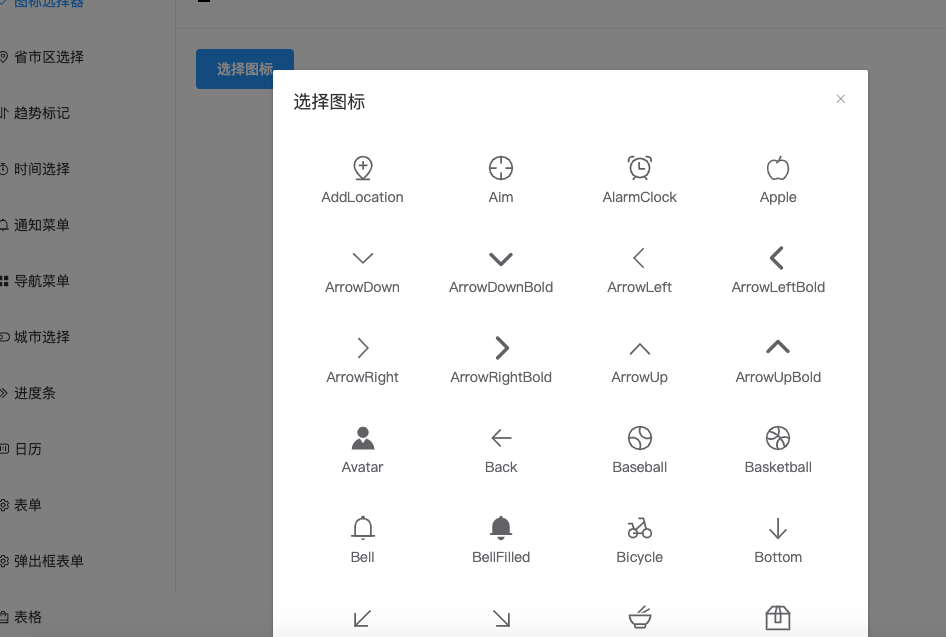 图标选择器
省市区选择
趋势标记
时间选择
通知菜单
导航菜单
城市选择
进度条
日历
表单
弹出框表单
表格
选择图标
选择图标
AddLocation Aim AlarmClock Apple
ArrowDown ArrowDownBold ArrowLeft ArrowLeftBold
ArrowRight ArrowRightBold ArrowUp ArrowUpBold
Avatar Back Baseball Basketball
Bell BellFilled Bicycle Bottom